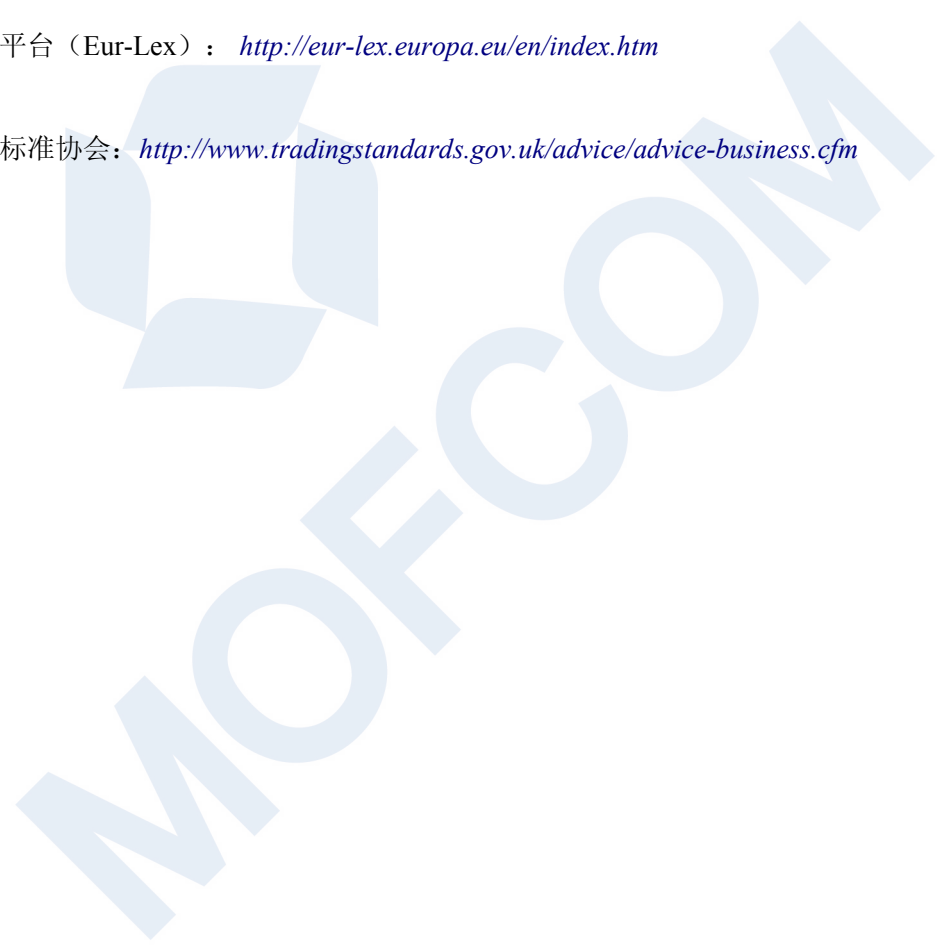 平台（Eur-Lex）： http://eur-lex.europa.eu/en/index.htm
标准协会：http://www.tradingstandards.gov.uk/advice/advice-business.cfm
MOFCOM